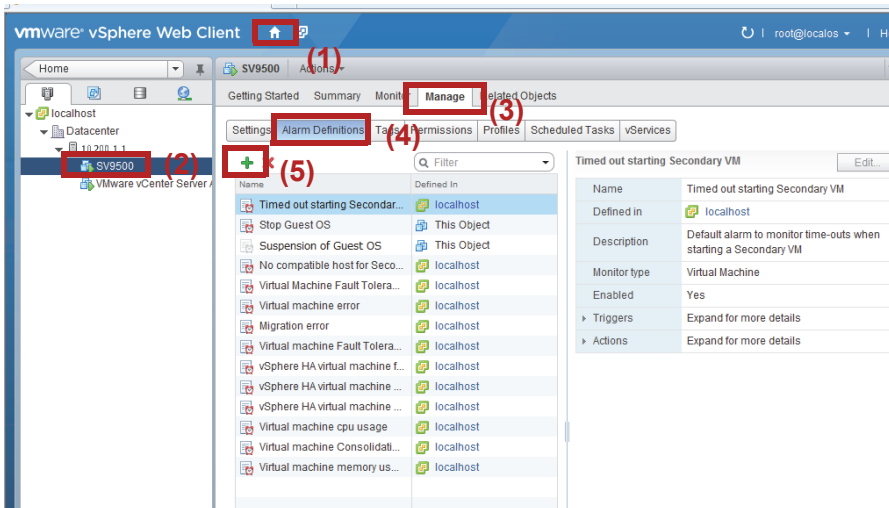 vmware® vSphere Web Client
(1)
root@localos
Home
SV9500
Actions
Getting Started Summary Monitor Manage Related Objects
(3)
localhost
Datacenter
10.200.1.1
SV9500
(2)
VMware vCenter Server A
Settings Alarm Definitions Tags Permissions Profiles Scheduled Tasks vServices
(4)
(5)
Filter
Name Defined In
Timed out starting Secondar... localhost
Stop Guest OS This Object
Suspension of Guest OS This Object
No compatible host for Seco... localhost
Virtual Machine Fault Tolera... localhost
Virtual machine error localhost
Migration error localhost
Virtual machine Fault Tolera... localhost
vSphere HA virtual machine f... localhost
vSphere HA virtual machine ... localhost
vSphere HA virtual machine ... localhost
Virtual machine cpu usage localhost
Virtual machine Consolidati... localhost
Virtual machine memory us... localhost
Timed out starting Secondary VM Edit...
Name Timed out starting Secondary VM
Defined in localhost
Description Default alarm to monitor time-outs when
starting a Secondary VM
Monitor type Virtual Machine
Enabled Yes
Triggers Expand for more details
Actions Expand for more details